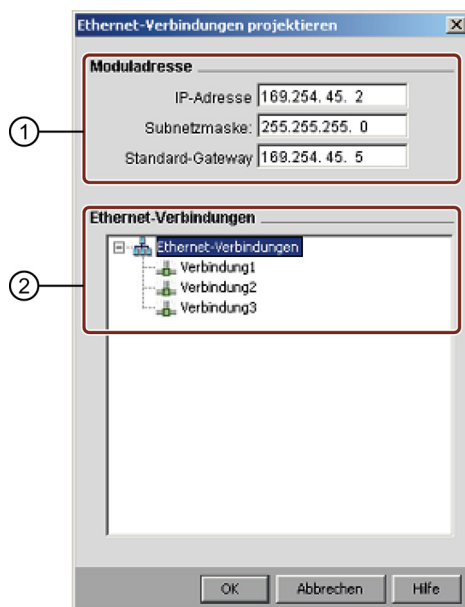 Ethernet-Verbindungen projektieren
Moduladresse
IP-Adresse 169.254. 45. 2
Subnetzmaske: 255.255.255. 0
Standard-Gateway 169.254. 45. 5
1
Ethernet-Verbindungen
Ethernet-Verbindungen
Verbindung1
Verbindung2
Verbindung3
2
OK Abbrechen Hilfe